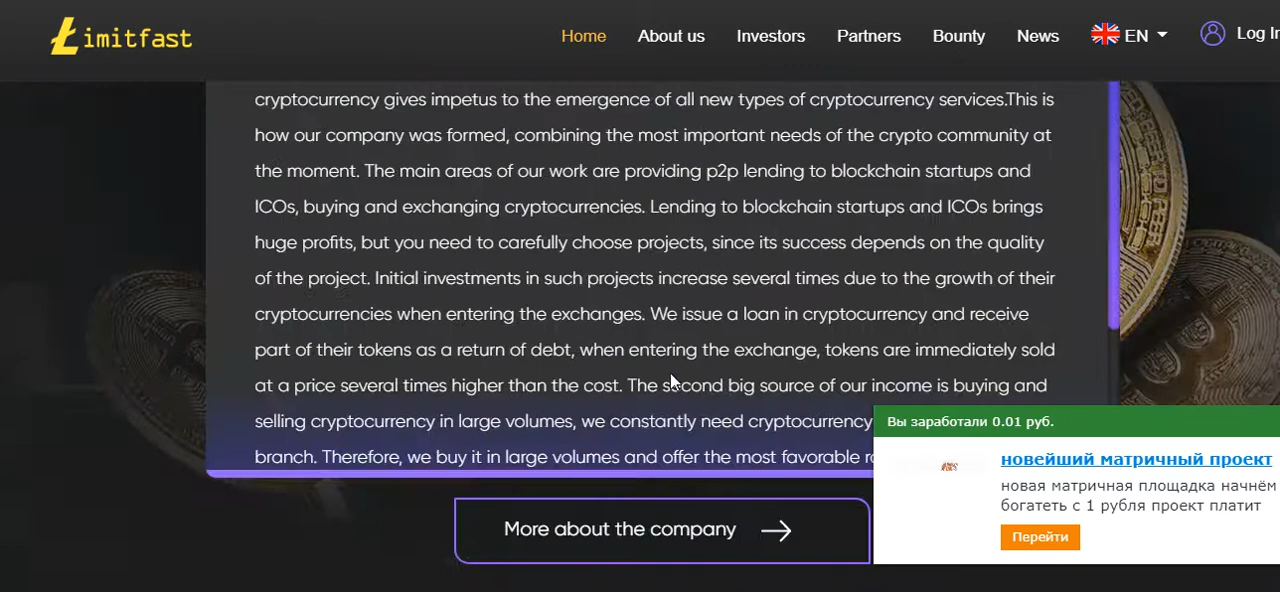 Łimitfast
Home About us Investors Partners Bounty News EN Log In
cryptocurrency gives impetus to the emergence of all new types of cryptocurrency services.This is
how our company was formed, combining the most important needs of the crypto community at
the moment. The main areas of our work are providing p2p lending to blockchain startups and
ICOs, buying and exchanging cryptocurrencies. Lending to blockchain startups and ICOs brings
huge profits, but you need to carefully choose projects, since its success depends on the quality
of the project. Initial investments in such projects increase several times due to the growth of their
cryptocurrencies when entering the exchanges. We issue a loan in cryptocurrency and receive
part of their tokens as a return of debt, when entering the exchange, tokens are immediately sold
at a price several times higher than the cost. The second big source of our income is buying and
selling cryptocurrency in large volumes, we constantly need cryptocurrency
branch. Therefore, we buy it in large volumes and offer the most favorable
More about the company
Вы заработали 0.01 руб.
новейший матричный проект
новая матричная площадка начнём
богатеть с 1 рубля проект платит
Перейти